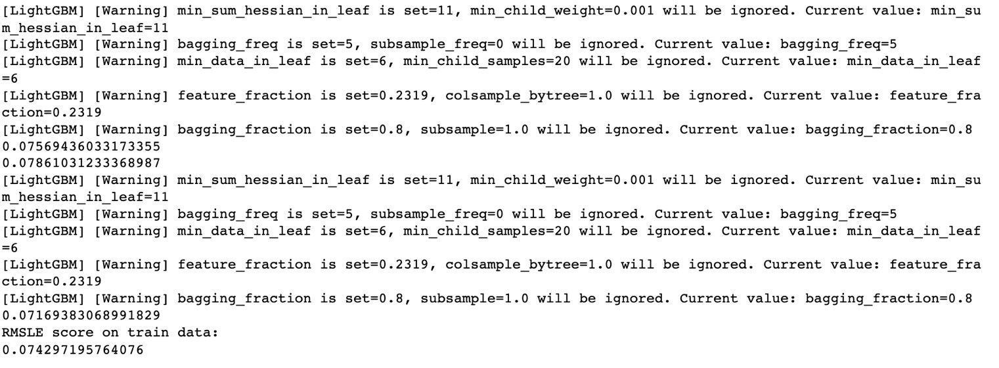 [LightGBM] [Warning] min_sum_hessian_in_leaf is set=11, min_child_weight=0.001 will be ignored. Current value: min_su
m_hessian_in_leaf=11
[LightGBM] [Warning] bagging_freq is set=5, subsample_freq=0 will be ignored. Current value: bagging_freq=5
[LightGBM] [Warning] min_data_in_leaf is set=6, min_child_samples=20 will be ignored. Current value: min_data_in_leaf
=6
[LightGBM] [Warning] feature_fraction is set=0.2319, colsample_bytree=1.0 will be ignored. Current value: feature_fra
ction=0.2319
[LightGBM] [Warning] bagging_fraction is set=0.8, subsample=1.0 will be ignored. Current value: bagging_fraction=0.8
0.07569436033173355
0.07861031233368987
[LightGBM] [Warning] min_sum_hessian_in_leaf is set=11, min_child_weight=0.001 will be ignored. Current value: min_su
m_hessian_in_leaf=11
[LightGBM] [Warning] bagging_freq is set=5, subsample_freq=0 will be ignored. Current value: bagging_freq=5
[LightGBM] [Warning] min_data_in_leaf is set=6, min_child_samples=20 will be ignored. Current value: min_data_in_leaf
=6
[LightGBM] [Warning] feature_fraction is set=0.2319, colsample_bytree=1.0 will be ignored. Current value: feature_fra
ction=0.2319
[LightGBM] [Warning] bagging_fraction is set=0.8, subsample=1.0 will be ignored. Current value: bagging_fraction=0.8
0.07169383068991829
RMSLE score on train data:
0.074297195764076